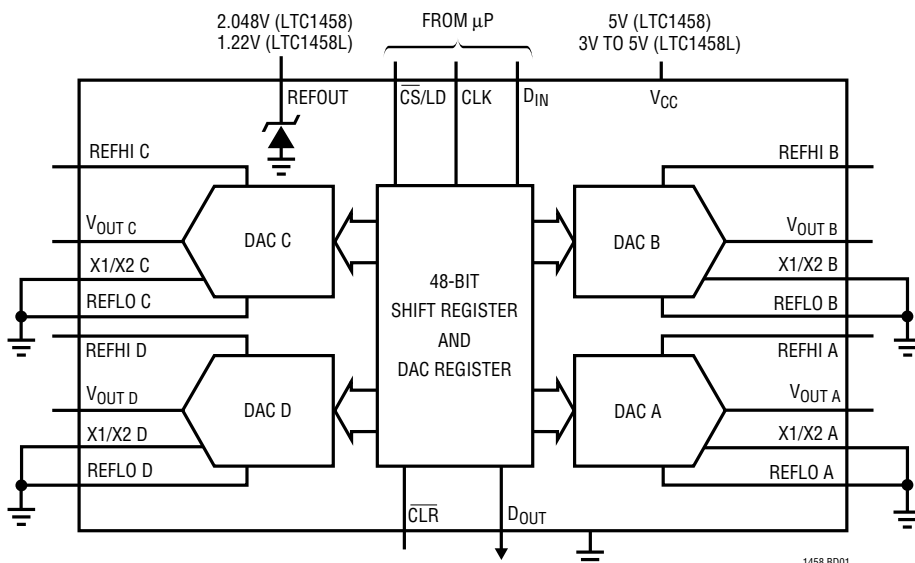 2.048V (LTC1458)
1.22V (LTC1458L)
FROM μP
5V (LTC1458)
3V TO 5V (LTC1458L)
REFOUT
CS/LD
CLK
DIN
VCC
REFHI C
REFHI B
VOUT C
DAC C
DAC B
VOUT B
X1/X2 C
X1/X2 B
REFLO C
REFLO B
48-BIT
SHIFT REGISTER
AND
DAC REGISTER
REFHI D
REFHI A
VOUT D
DAC D
DAC A
VOUT A
X1/X2 D
X1/X2 A
REFLO D
REFLO A
CLR
DOUT
1458 BD01